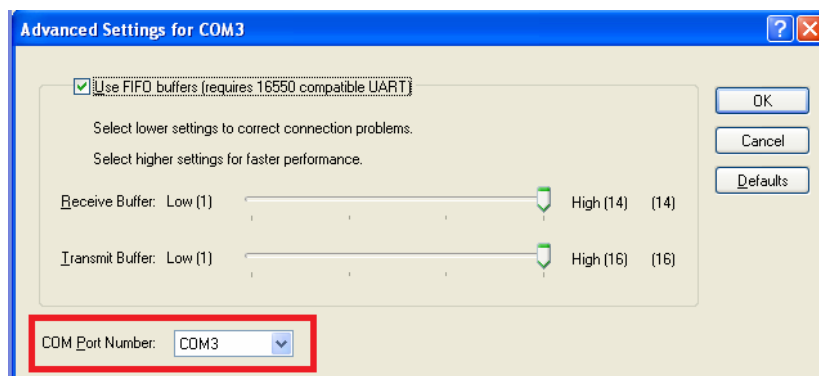 Advanced Settings for COM3
Use FIFO buffers (requires 16550 compatible UART)
OK
Select lower settings to correct connection problems.
Cancel
Select higher settings for faster performance.
Defaults
Receive Buffer: Low (1) High (14) (14)
Transmit Buffer: Low (1) High (16) (16)
COM Port Number: COM3